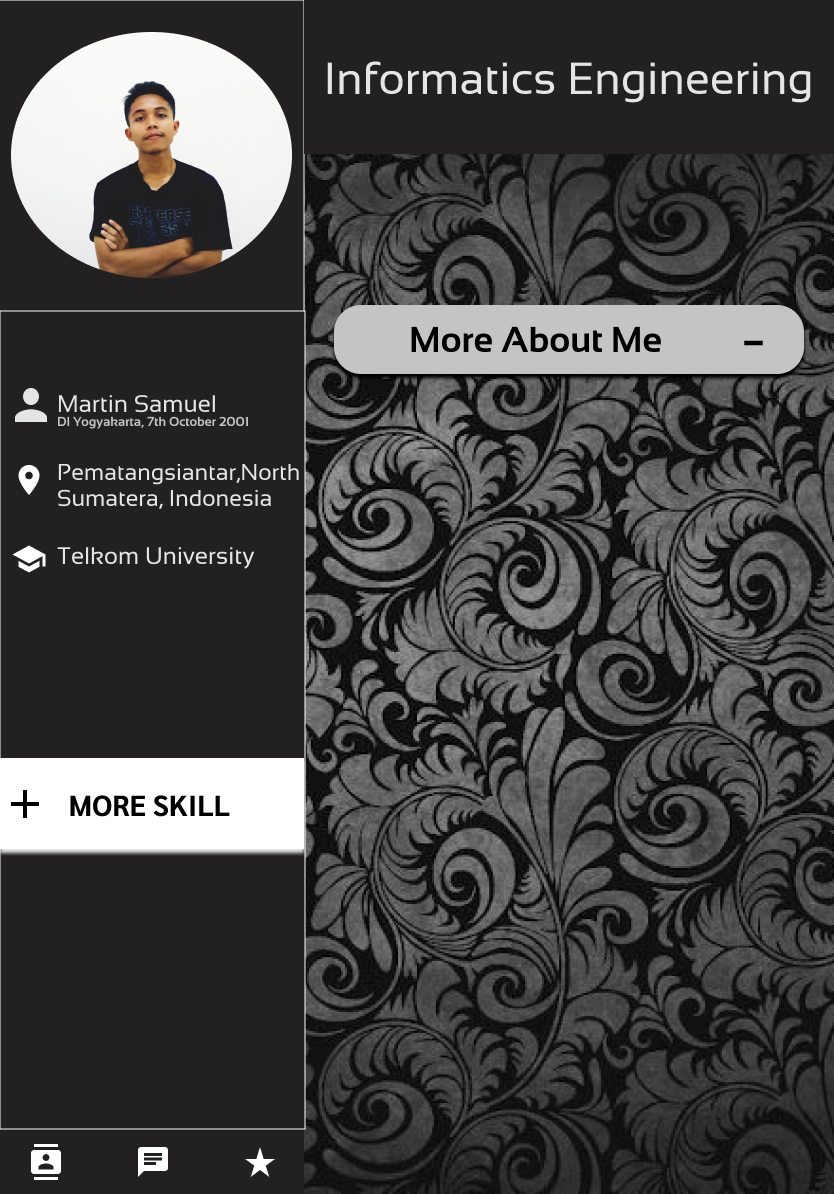 Informatics Engineering
More About Me –
Martin Samuel
DI Yogyakarta, 7th October 2001
Pematangsiantar,North
Sumatera, Indonesia
Telkom University
+ MORE SKILL